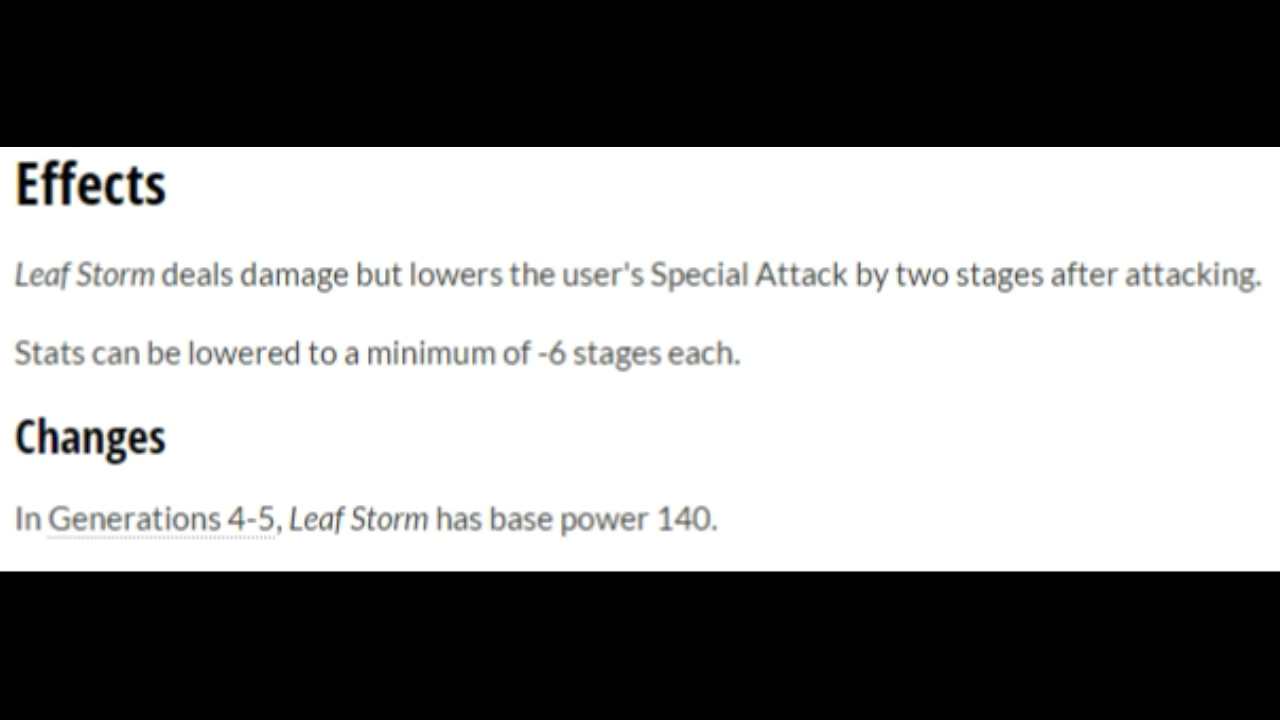 Effects
Leaf Storm deals damage but lowers the user's Special Attack by two stages after attacking.
Stats can be lowered to a minimum of -6 stages each.
Changes
In Generations 4-5, Leaf Storm has base power 140.